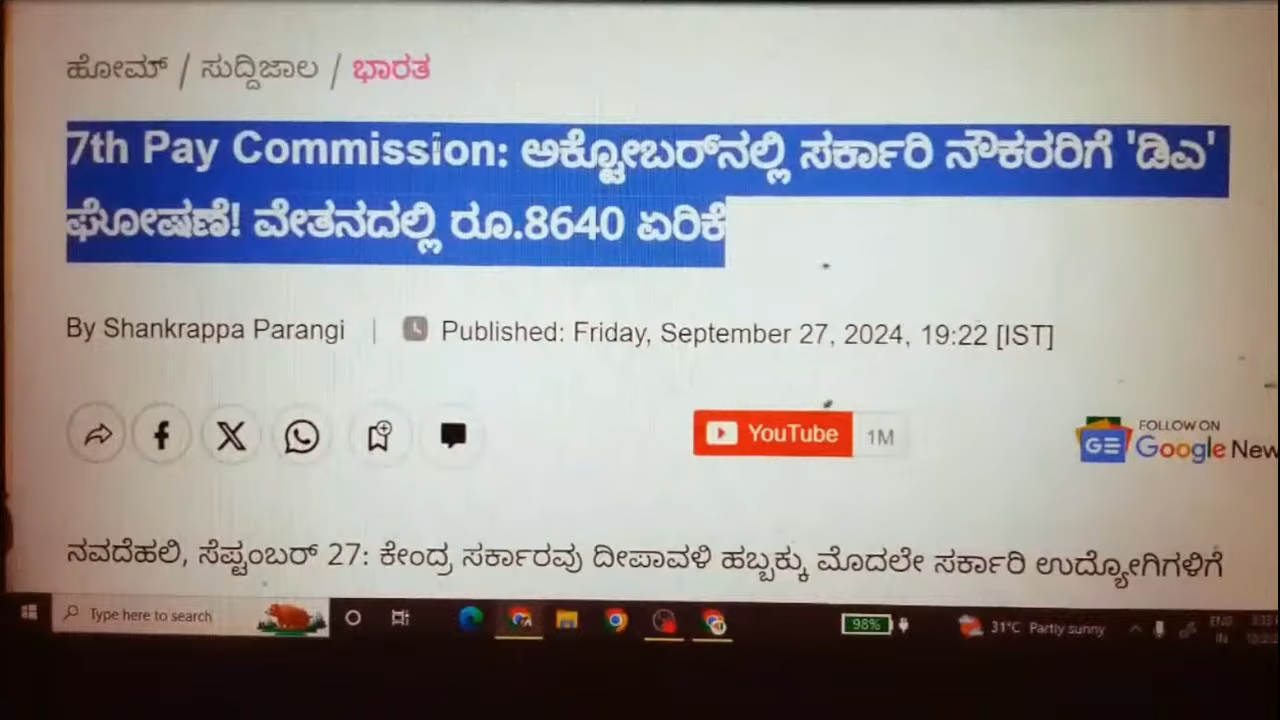 ಹೋಮ್ / ಸುದ್ದಿಜಾಲ / ಭಾರತ
7th Pay Commission: ಅಕ್ಟೋಬರ್‌ನಲ್ಲಿ ಸರ್ಕಾರಿ ನೌಕರರಿಗೆ 'ಡಿಎ'
ಘೋಷಣೆ! ವೇತನದಲ್ಲಿ ರೂ.8640 ಏರಿಕೆ
By Shankrappa Parangi | Published: Friday, September 27, 2024, 19:22 [IST]
YouTube 1M
FOLLOW ON
Google New
ನವದೆಹಲಿ, ಸೆಪ್ಟಂಬರ್ 27: ಕೇಂದ್ರ ಸರ್ಕಾರವು ದೀಪಾವಳಿ ಹಬ್ಬಕ್ಕು ಮೊದಲೇ ಸರ್ಕಾರಿ ಉದ್ಯೋಗಿಗಳಿಗೆ
Type here to search 98% 31°C Partly sunny ENG
IN